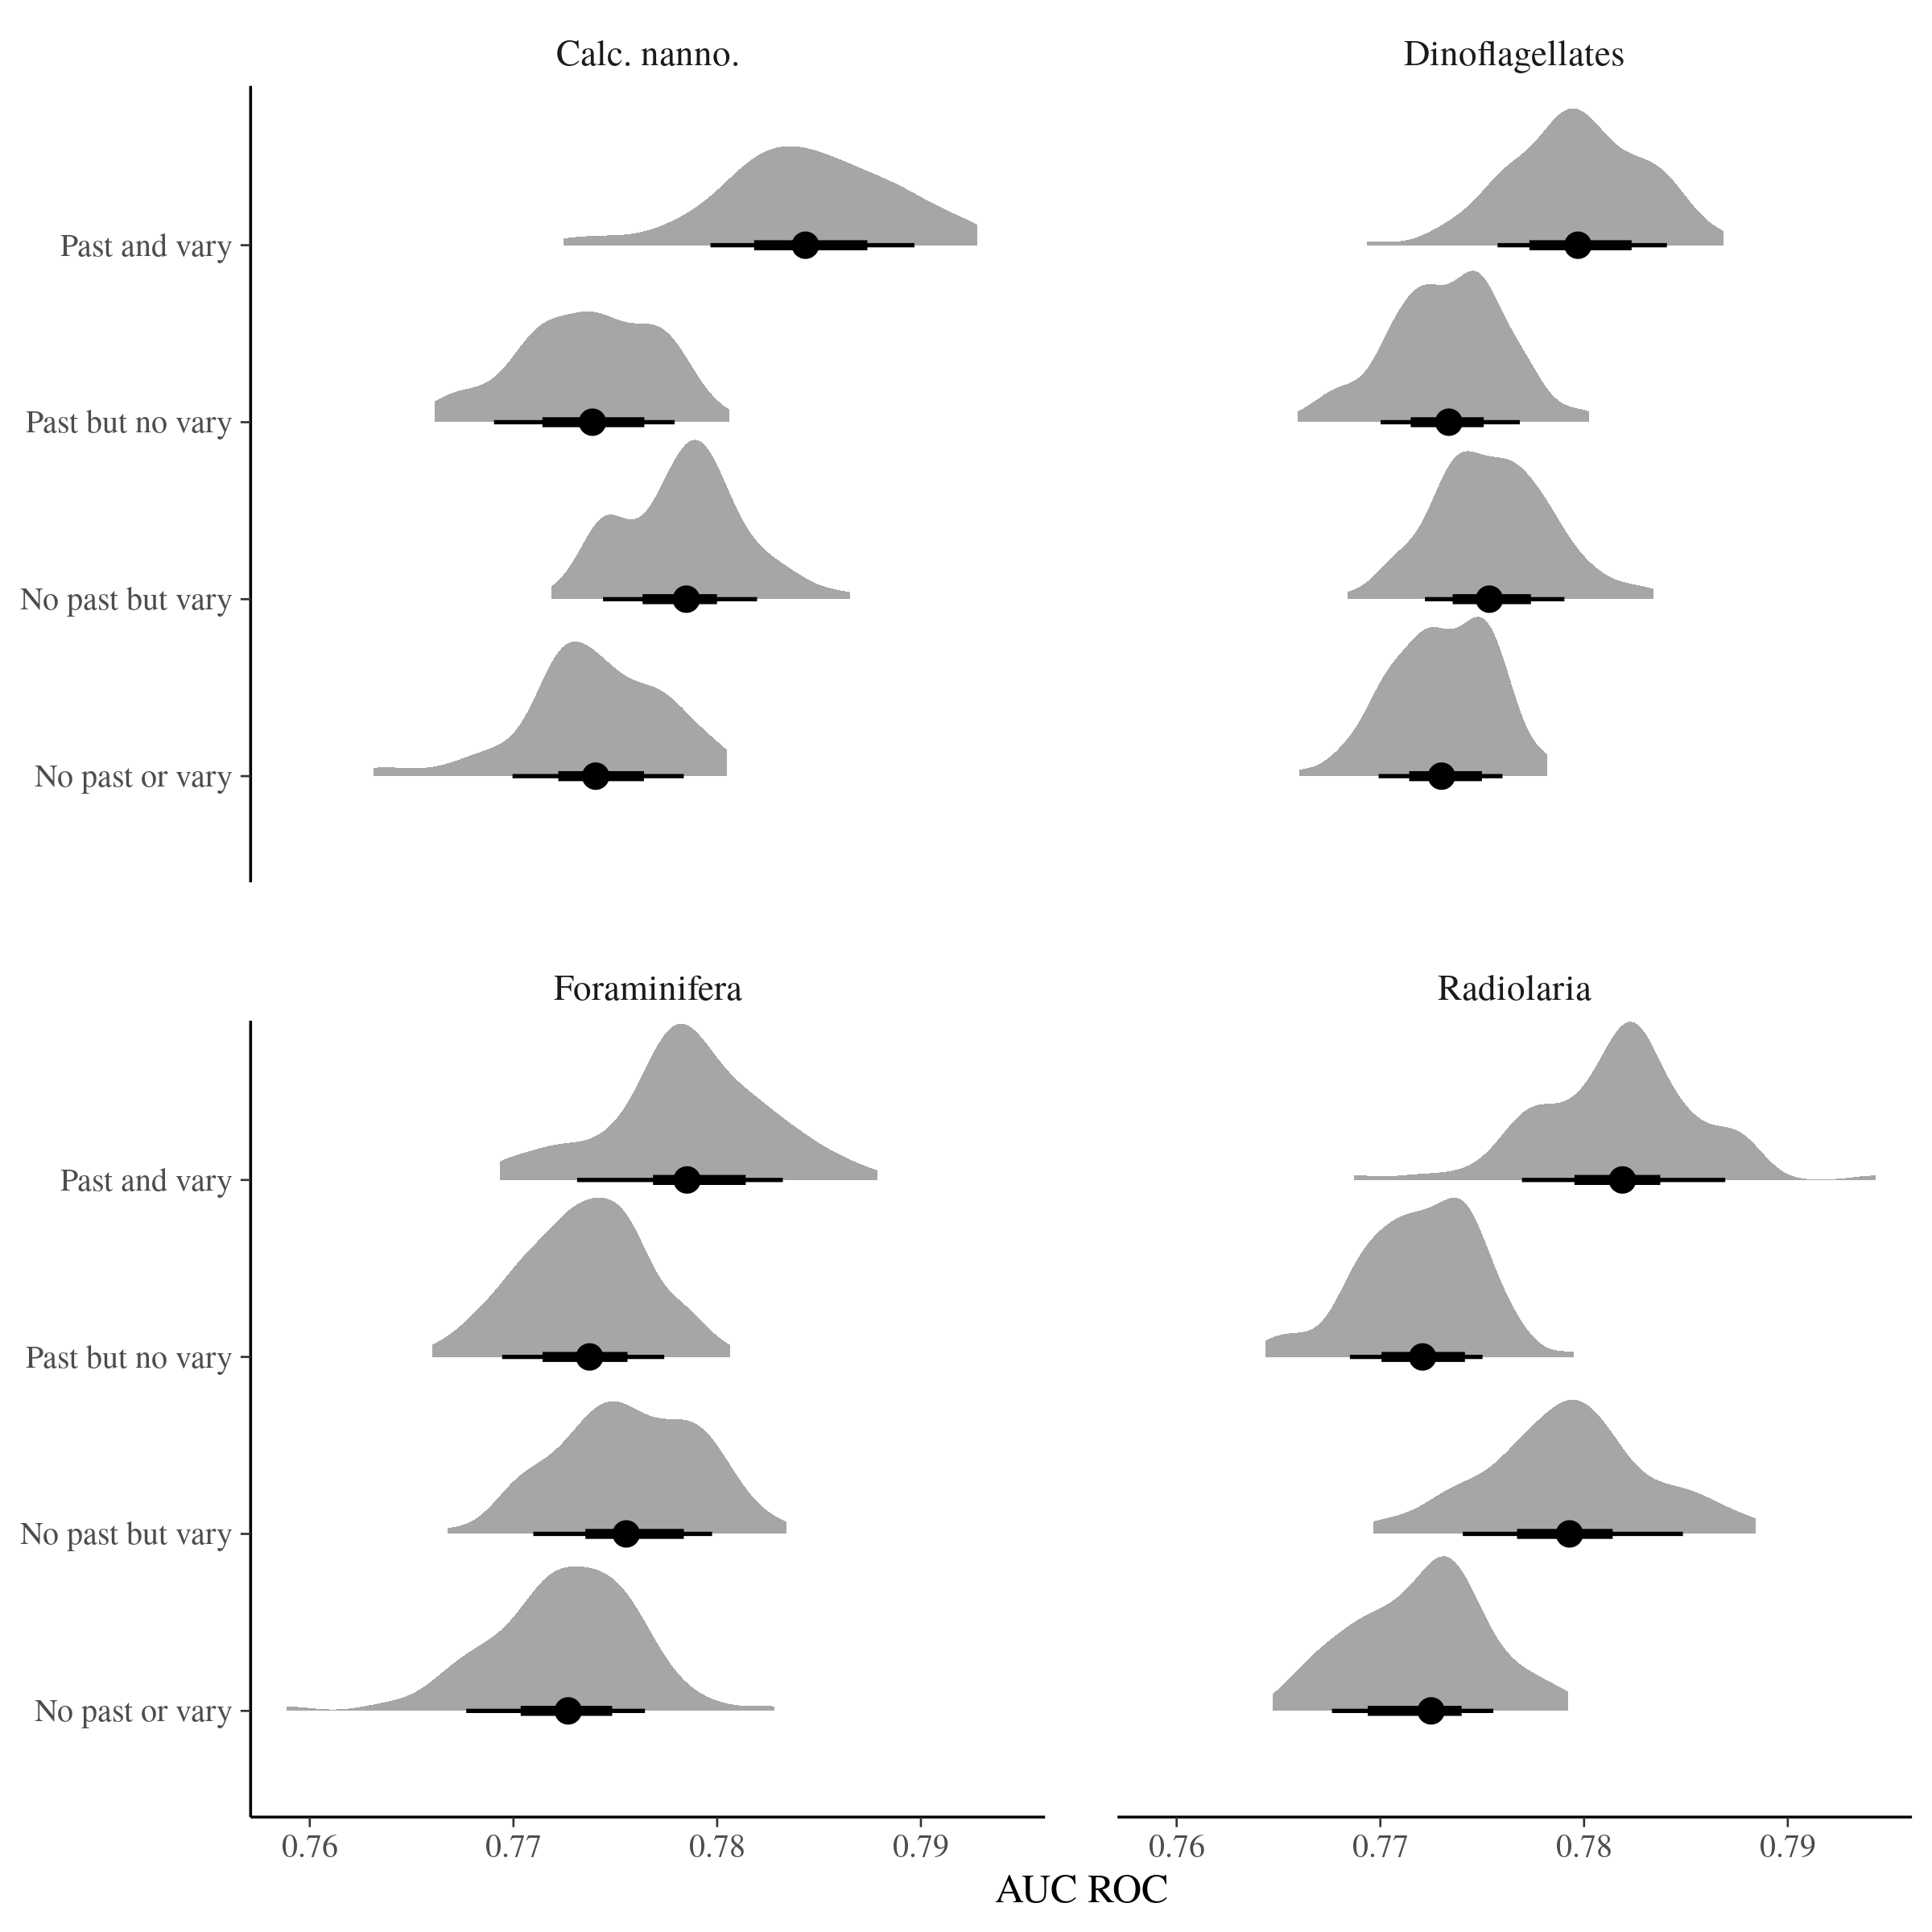 Calc. nanno.
Dinoflagellates
Past and vary
Past but no vary
No past but vary
No past or vary
Foraminifera
Radiolaria
Past and vary
Past but no vary
No past but vary
No past or vary
0.76 0.77 0.78 0.79 0.76 0.77 0.78 0.79
AUC ROC